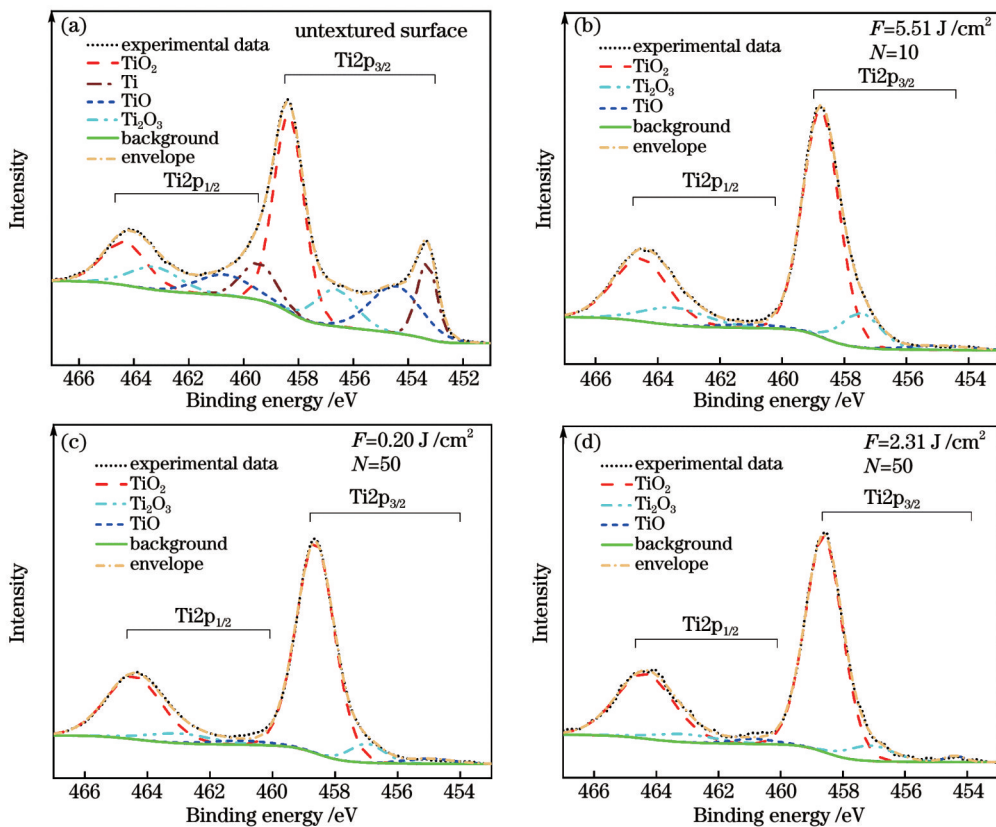 (a)
untextured surface
experimental data
TiO₂
Ti
TiO
Ti₂O₃
background
envelope
Ti2p₃/₂
Ti2p₁/₂
Intensity
466 464 462 460 458 456 454 452
Binding energy /eV
(b)
F=5.51 J /cm²
N=10
experimental data
TiO₂
Ti₂O₃
TiO
background
envelope
Ti2p₃/₂
Ti2p₁/₂
Intensity
466 464 462 460 458 456 454
Binding energy /eV
(c)
F=0.20 J /cm²
N=50
experimental data
TiO₂
Ti₂O₃
TiO
background
envelope
Ti2p₃/₂
Ti2p₁/₂
Intensity
466 464 462 460 458 456 454
Binding energy /eV
(d)
F=2.31 J /cm²
N=50
experimental data
TiO₂
Ti₂O₃
TiO
background
envelope
Ti2p₃/₂
Ti2p₁/₂
Intensity
466 464 462 460 458 456 454
Binding energy /eV